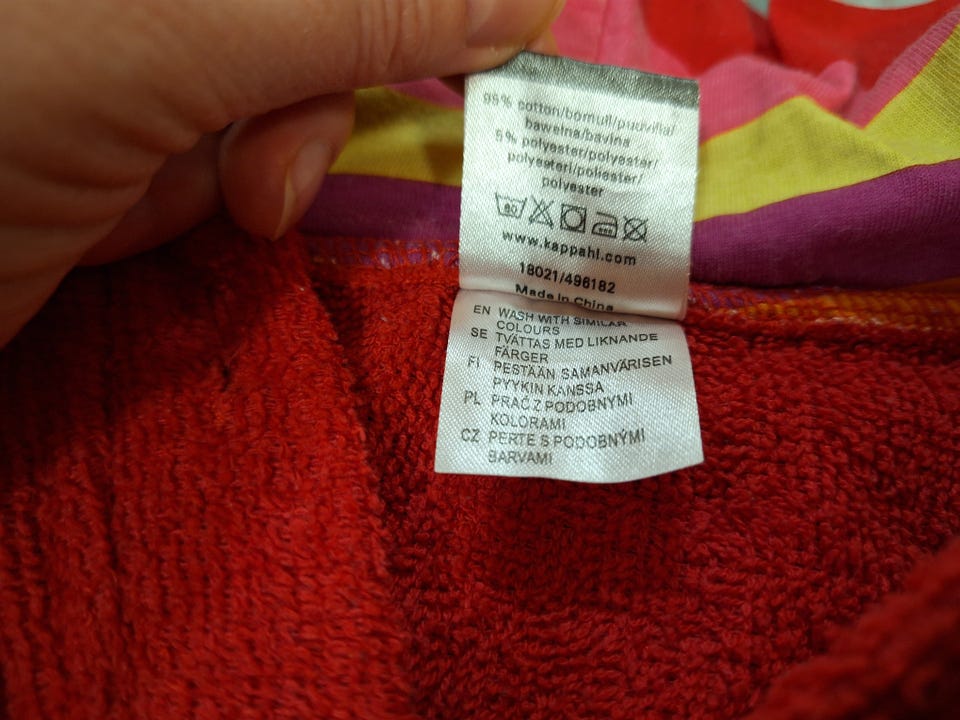 95% cotton/bomull/puuvilla/
bawełna/bavlna
5% polyester/polyester/
polyesteri/poliester/
polyester
60
www.kappahl.com
18021/496182
Made in China
EN WASH WITH SIMILAR
COLOURS
SE TVÄTTAS MED LIKNANDE
FÄRGER
FI PESTÄÄN SAMANVÄRISEN
PYYKIN KANSSA
PL PRAĆ Z PODOBNYMI
KOLORAMI
CZ PERTE S PODOBNÝMI
BARVAMI